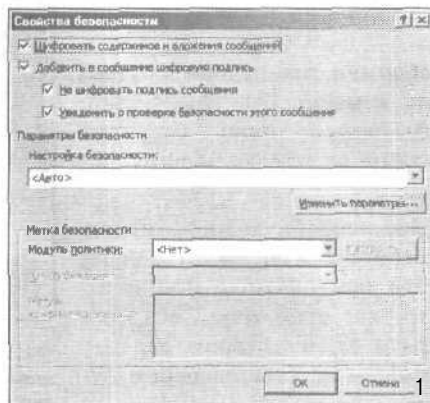 Свойства безопасности
Шифровать содержимое и вложения сообщений
Добавить в сообщение цифровую подпись
Не шифровать подпись сообщения
Уведомить о проверке безопасности этого сообщения
Параметры безопасности
Настройка безопасности:
<Авто>
Изменить параметры...
Метка безопасности
Модуль политики: <Нет>
OK Отмена 1